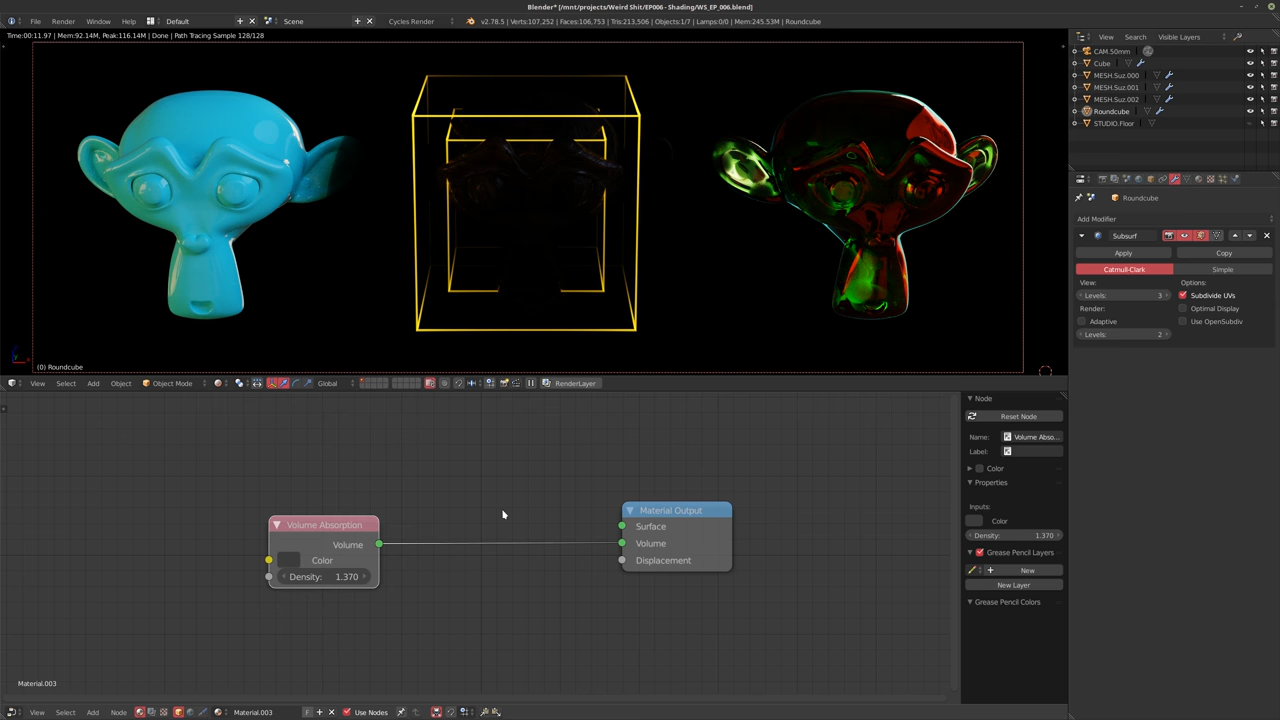 Blender* [/mnt/projects/Weird Shit/EP006 - Shading/WS_EP_006.blend]
File Render Window Help Default Scene Cycles Render v2.78.5 | Verts:107,252 | Faces:106,753 | Tris:213,506 | Objects:1/7 | Lamps:0/0 | Mem:245.53M | Roundcube
Time:00:11.97 | Mem:92.14M, Peak:116.14M | Done | Path Tracing Sample 128/128
View Search Visible Layers
CAM.50mm
Cube
MESH.Suz.000
MESH.Suz.001
MESH.Suz.002
Roundcube
STUDIO.Floor
Roundcube
Add Modifier
Subsurf
Apply Copy
Catmull-Clark Simple
View: Options:
Levels: 3 Subdivide UVs
Render: Optimal Display
Adaptive Use OpenSubdiv
Levels: 2
(0) Roundcube
View Select Add Object Object Mode Global RenderLayer
Node
Reset Node
Name: Volume Abso...
Label:
Color
Properties
Inputs:
Color
Density: 1.370
Grease Pencil Layers
New
New Layer
Grease Pencil Colors
Volume Absorption
Volume
Color
Density: 1.370
Material Output
Surface
Volume
Displacement
Material.003
View Select Add Node Material.003 F Use Nodes